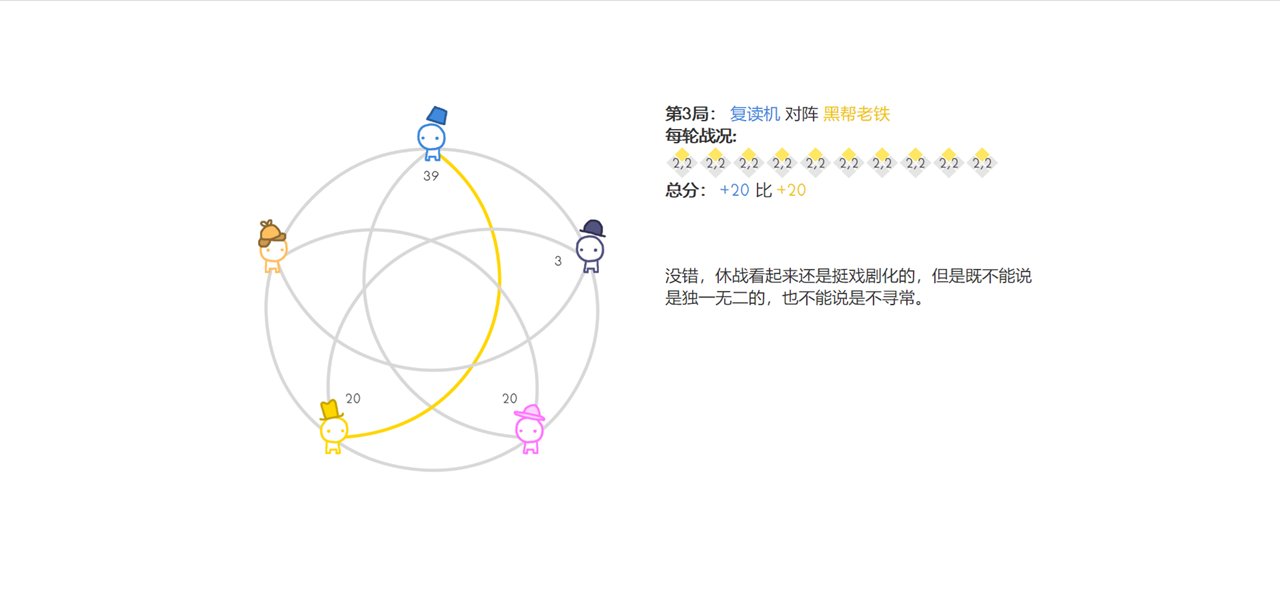 第3局： 复读机 对阵 黑帮老铁
每轮战况:
2,2 2,2 2,2 2,2 2,2 2,2 2,2 2,2 2,2 2,2
总分： +20 比 +20
39
3
没错，休战看起来还是挺戏剧化的，但是既不能说
是独一无二的，也不能说是不寻常。
20
20